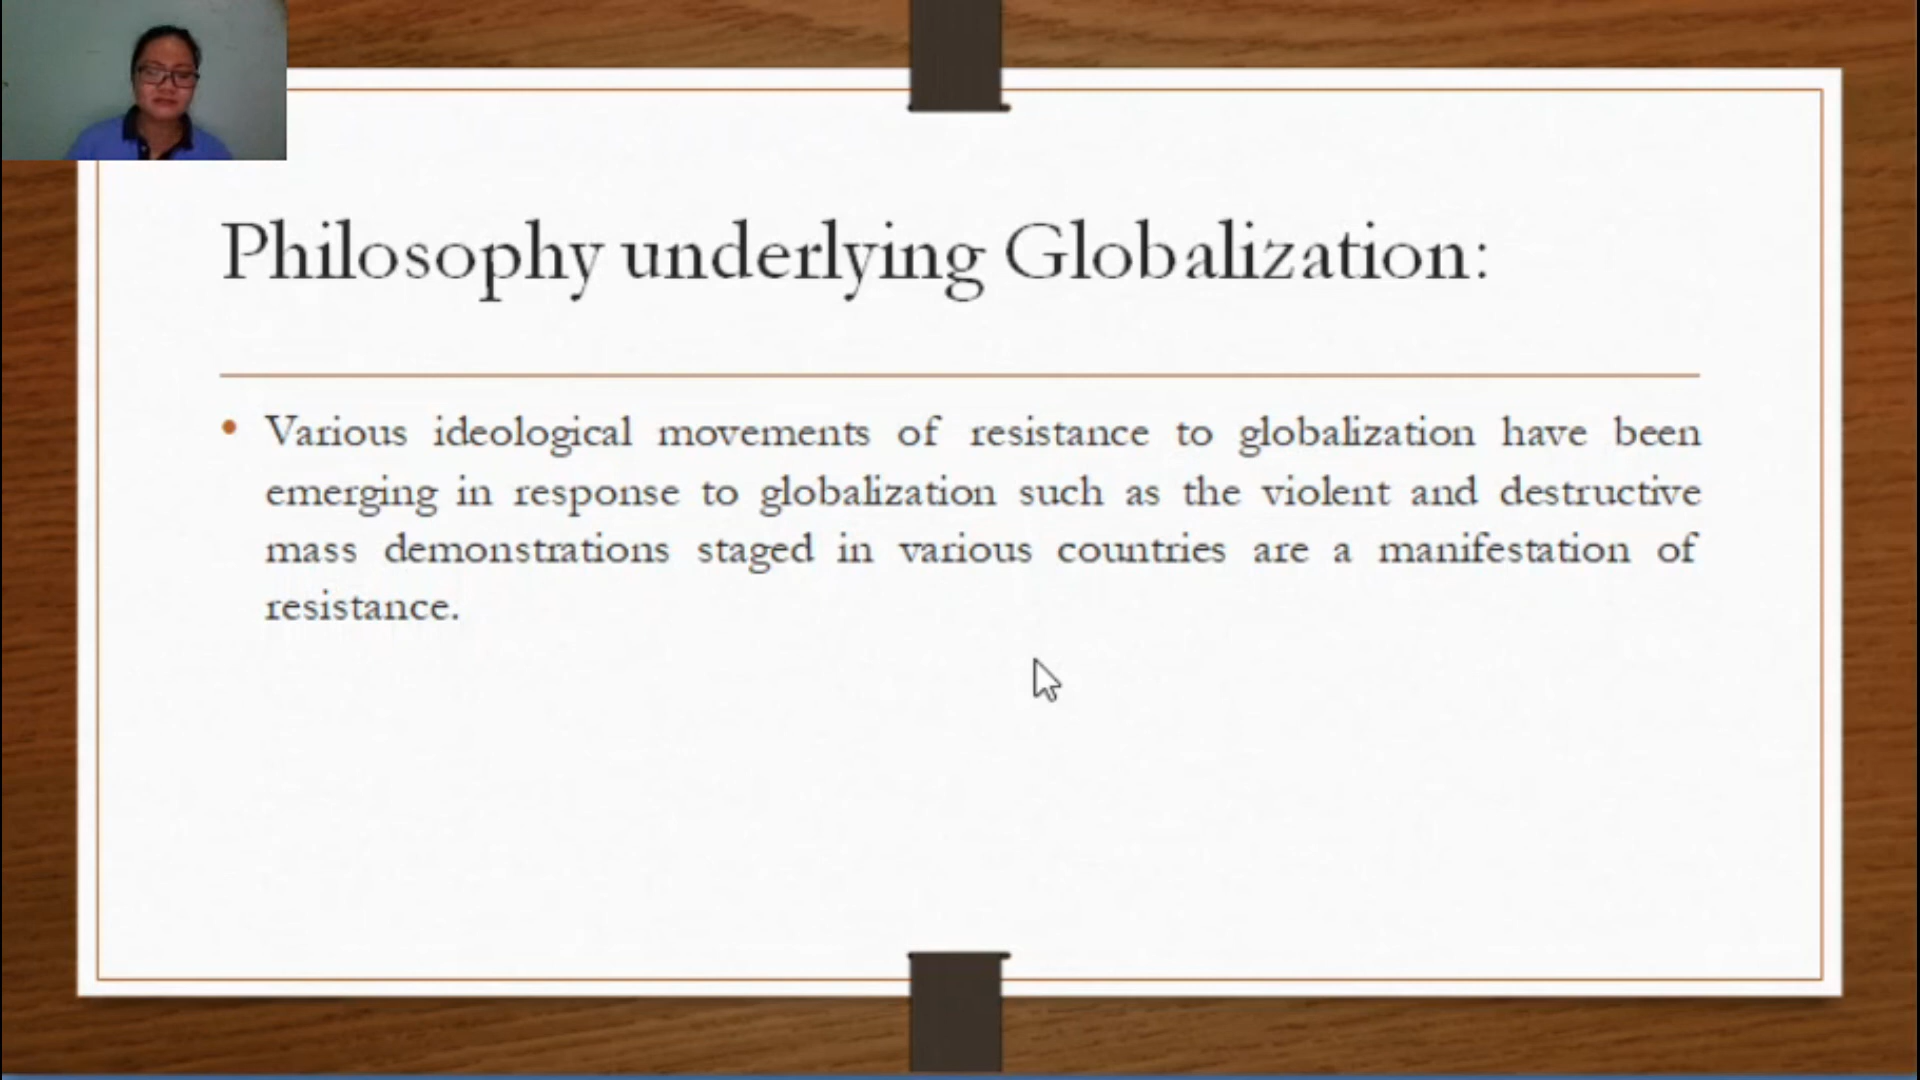 Philosophy underlying Globalization:
• Various ideological movements of resistance to globalization have been
emerging in response to globalization such as the violent and destructive
mass demonstrations staged in various countries are a manifestation of
resistance.